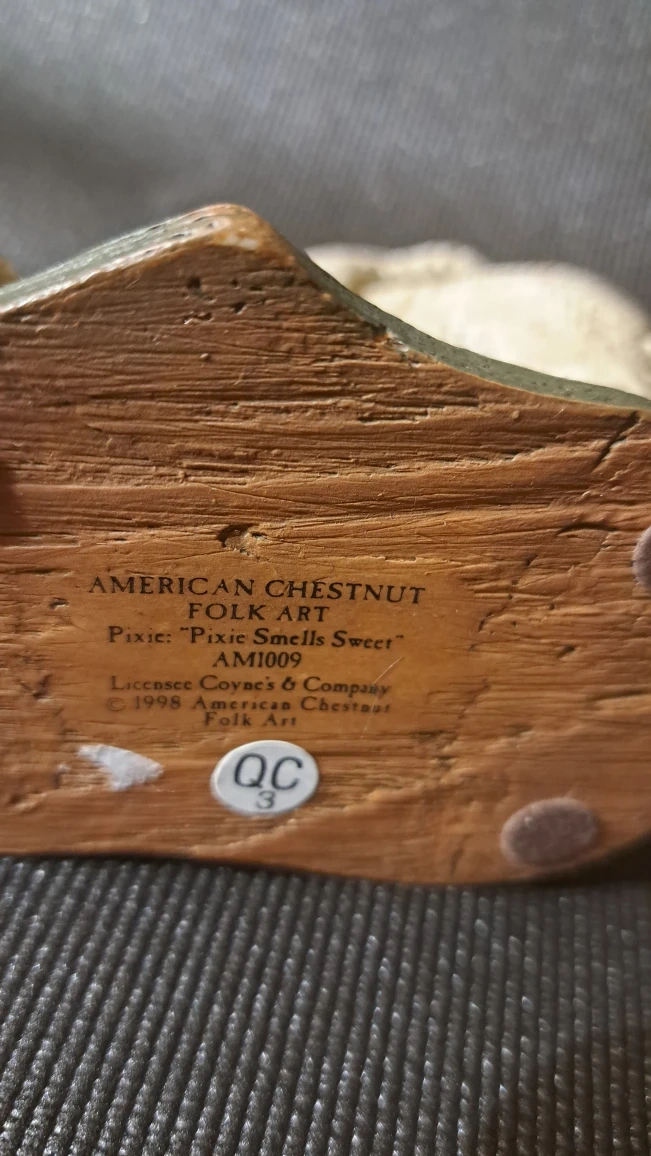 AMERICAN CHESTNUT
FOLK ART
Pixie: "Pixie Smells Sweet"
AM1009
Licensee Coyne's & Company
© 1998 American Chestnut
Folk Art
QC
3